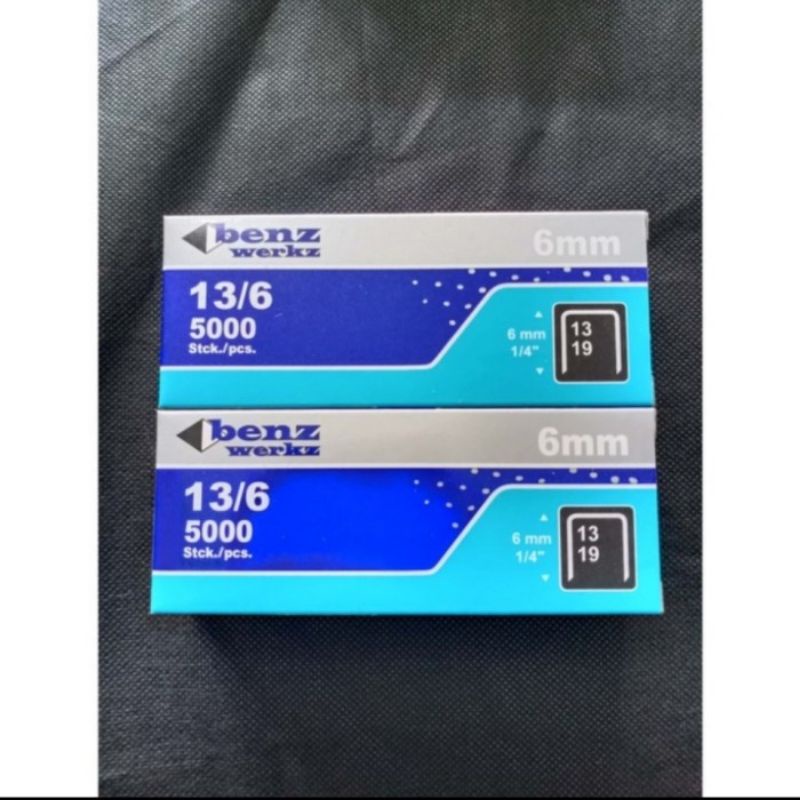 benz
werkz
6mm
13/6
5000
Stck./pcs.
6 mm
1/4"
13
19
benz
werkz
6mm
13/6
5000
Stck./pcs.
6 mm
1/4"
13
19